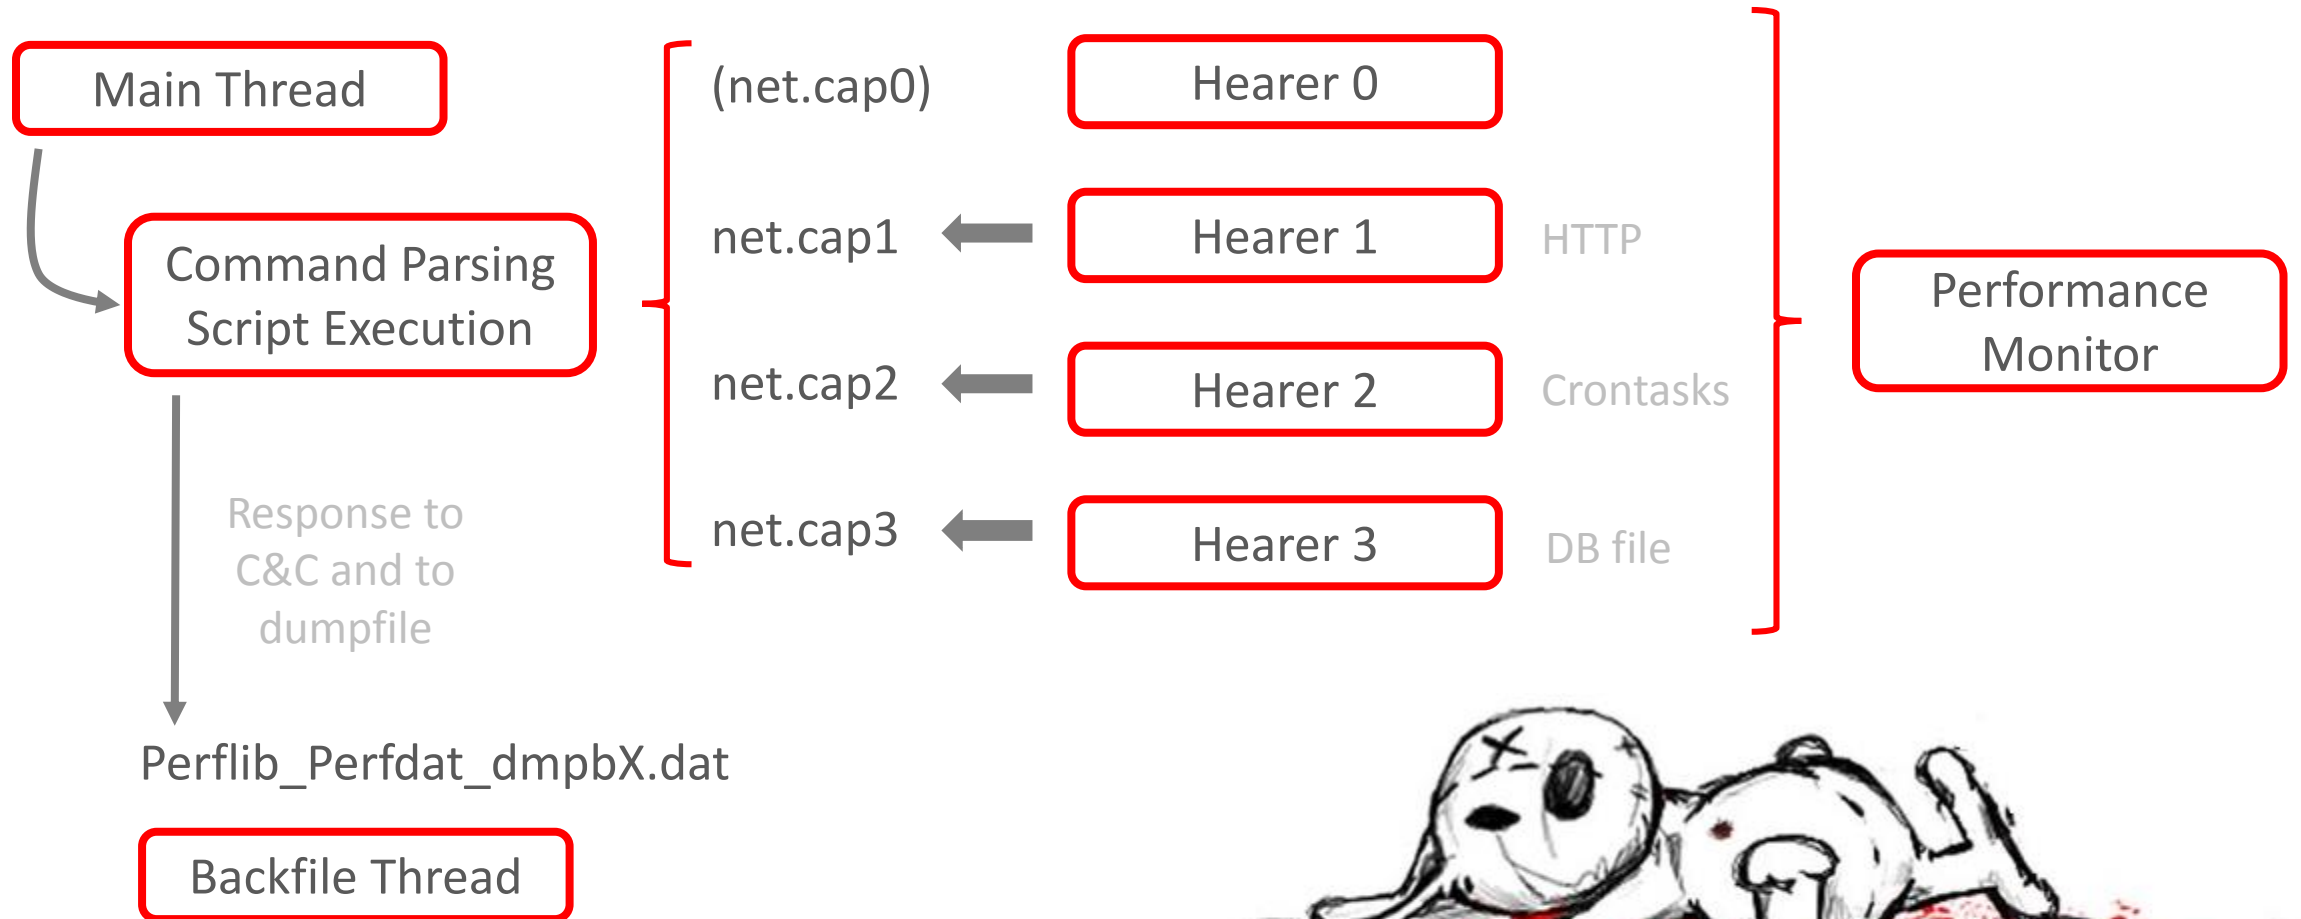 Main Thread
Command Parsing
Script Execution
Response to
C&C and to
dumpfile
Perflib_Perfdat_dmpbX.dat
Backfile Thread
(net.cap0)
Hearer 0
net.cap1
Hearer 1
HTTP
net.cap2
Hearer 2
Crontasks
net.cap3
Hearer 3
DB file
Performance
Monitor